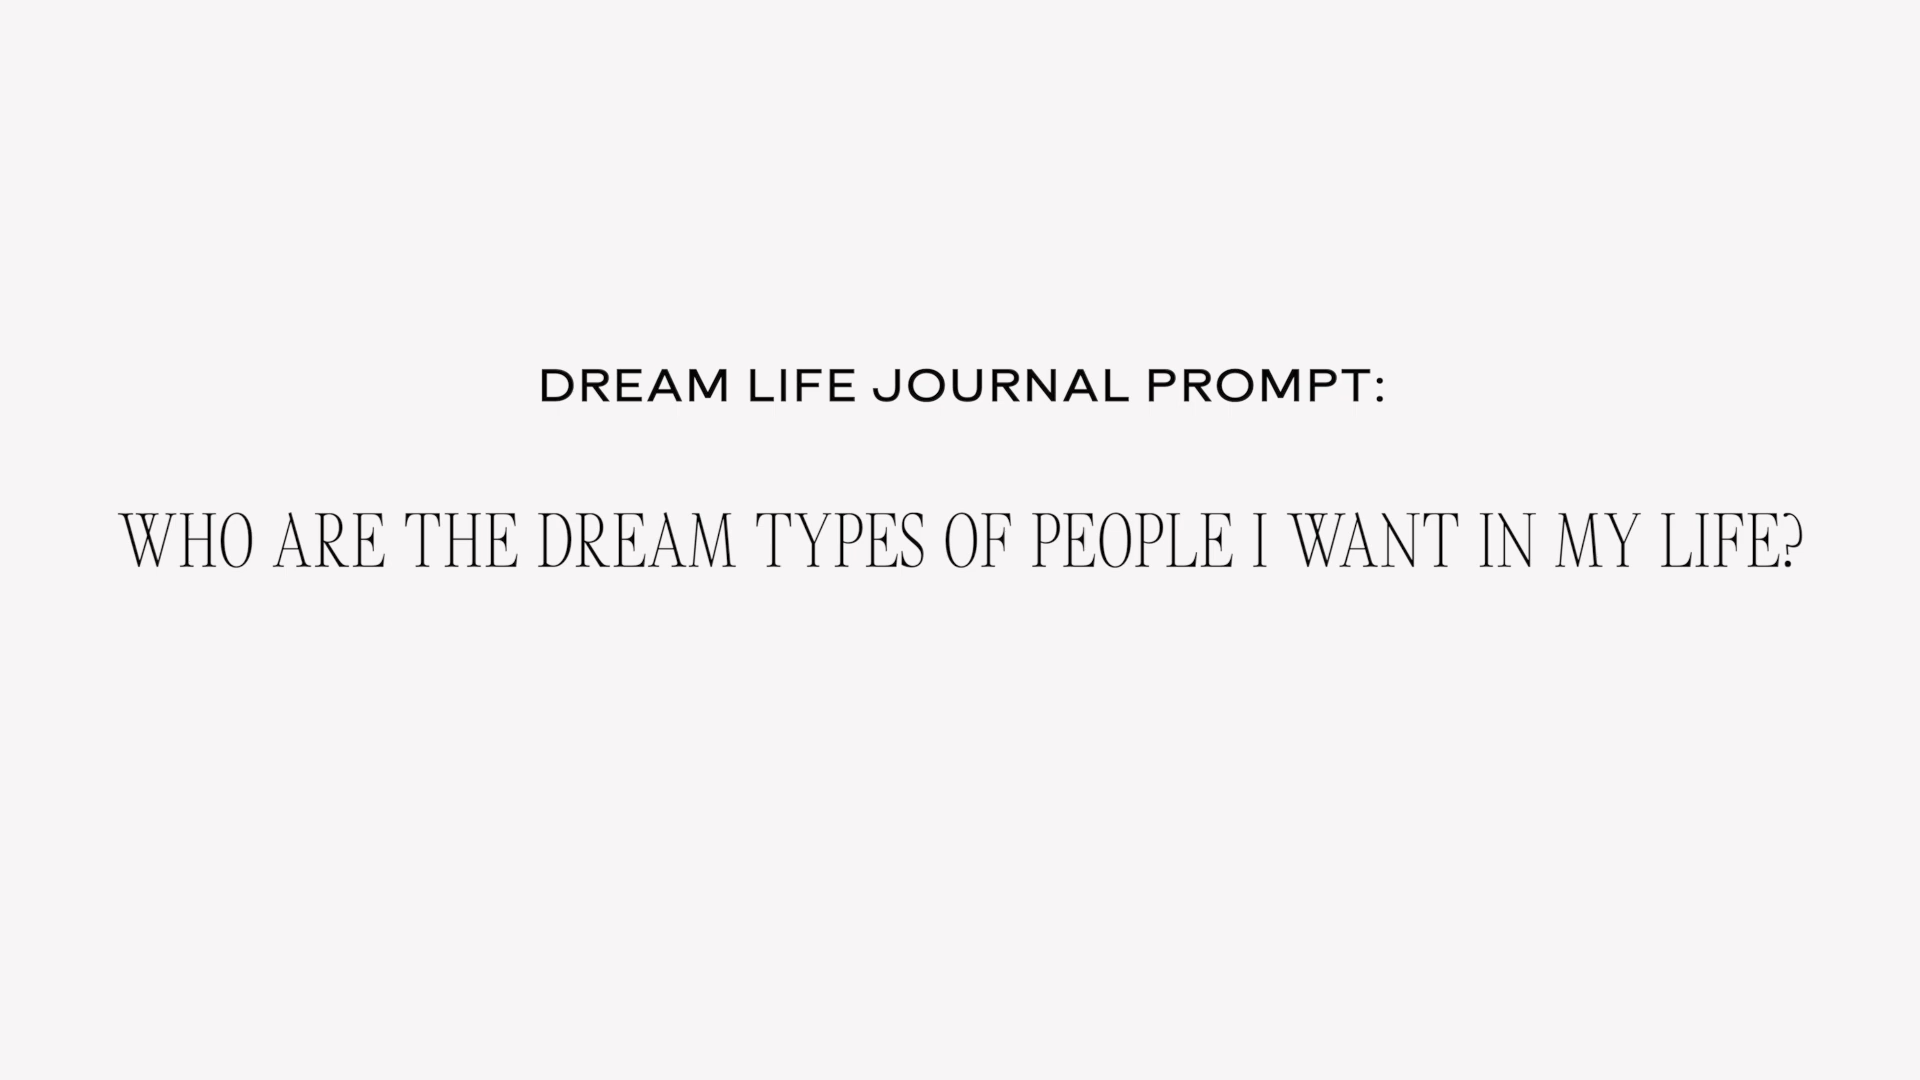 DREAM LIFE JOURNAL PROMPT:
WHO ARE THE DREAM TYPES OF PEOPLE I WANT IN MY LIFE?